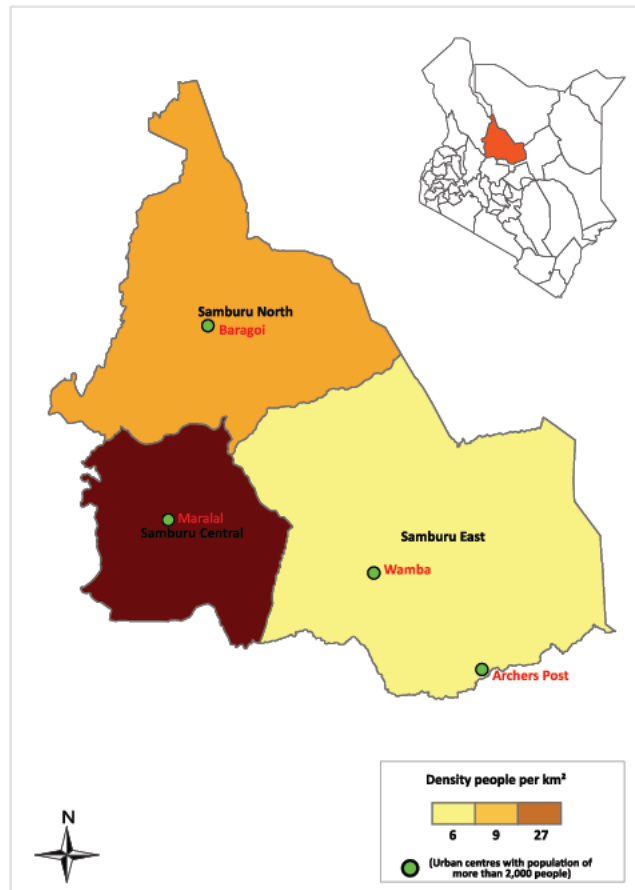 Samburu North
Baragoi
Maralal
Samburu Central
Samburu East
Wamba
Archers Post
N
Density people per km²
6 9 27
(Urban centres with population of
more than 2,000 people)